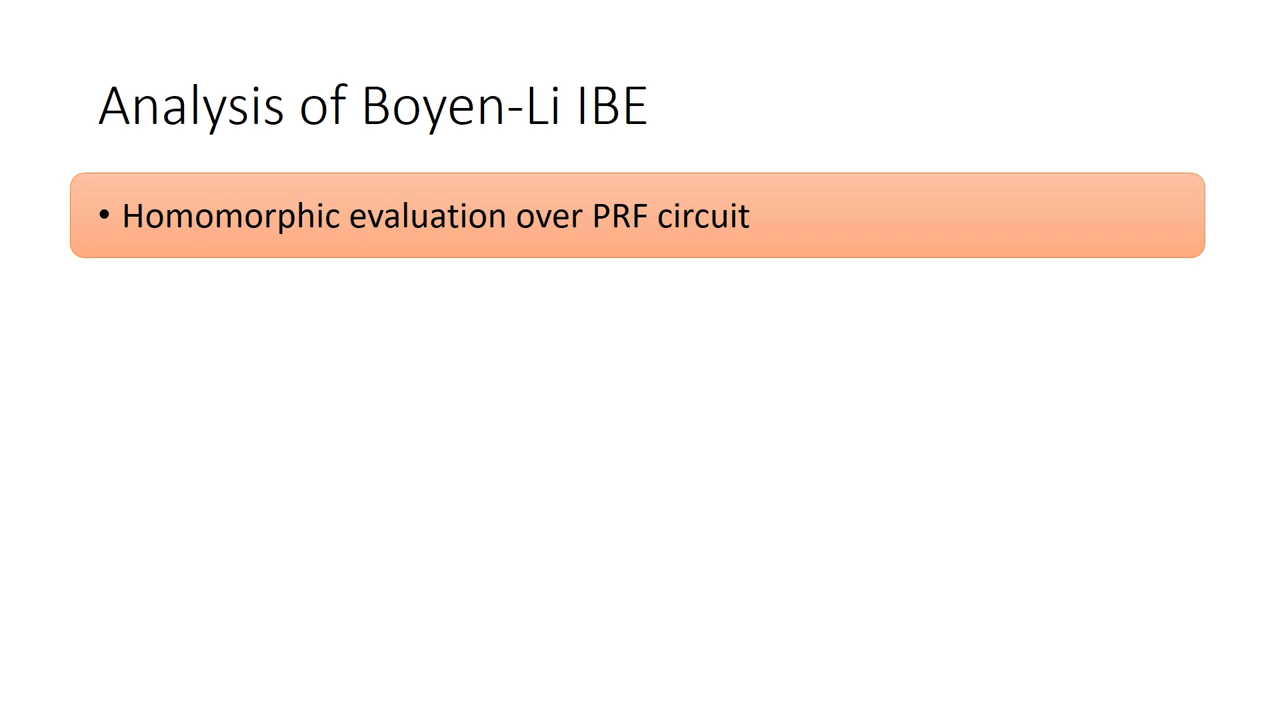 Analysis of Boyen-Li IBE
• Homomorphic evaluation over PRF circuit